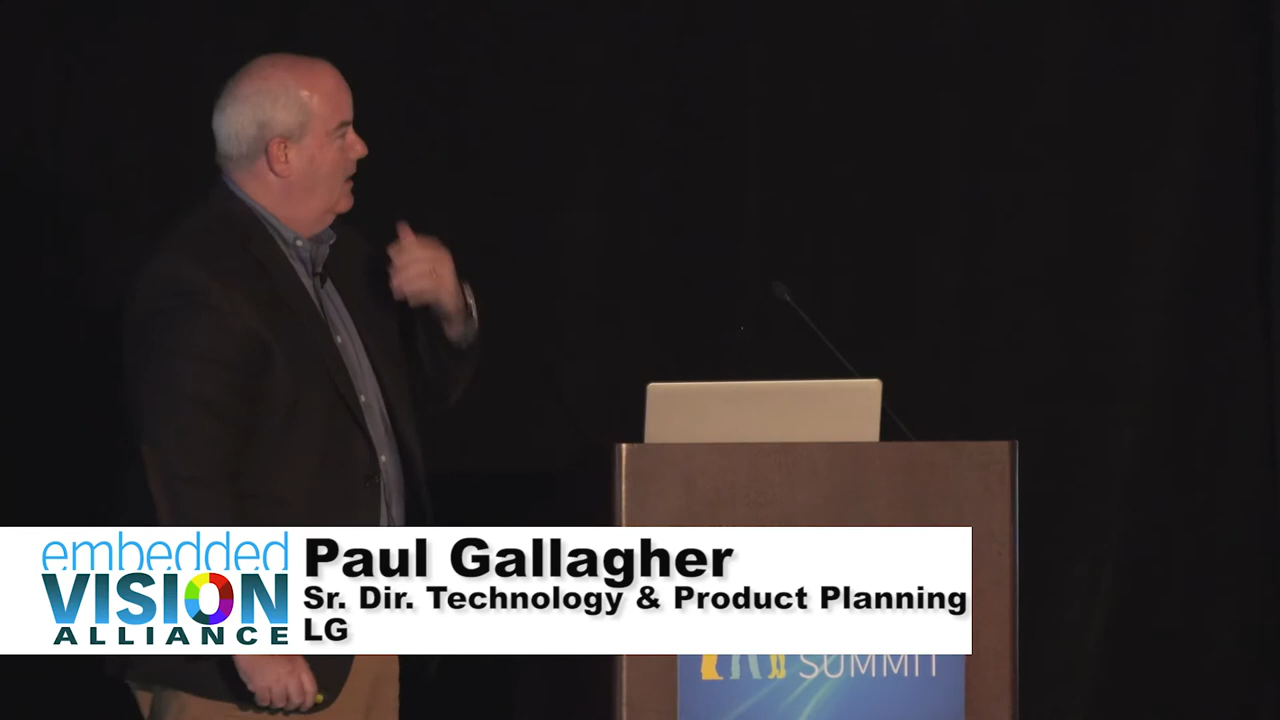 embedded
VISION
ALLIANCE
Paul Gallagher
Sr. Dir. Technology & Product Planning
LG
SUMMIT